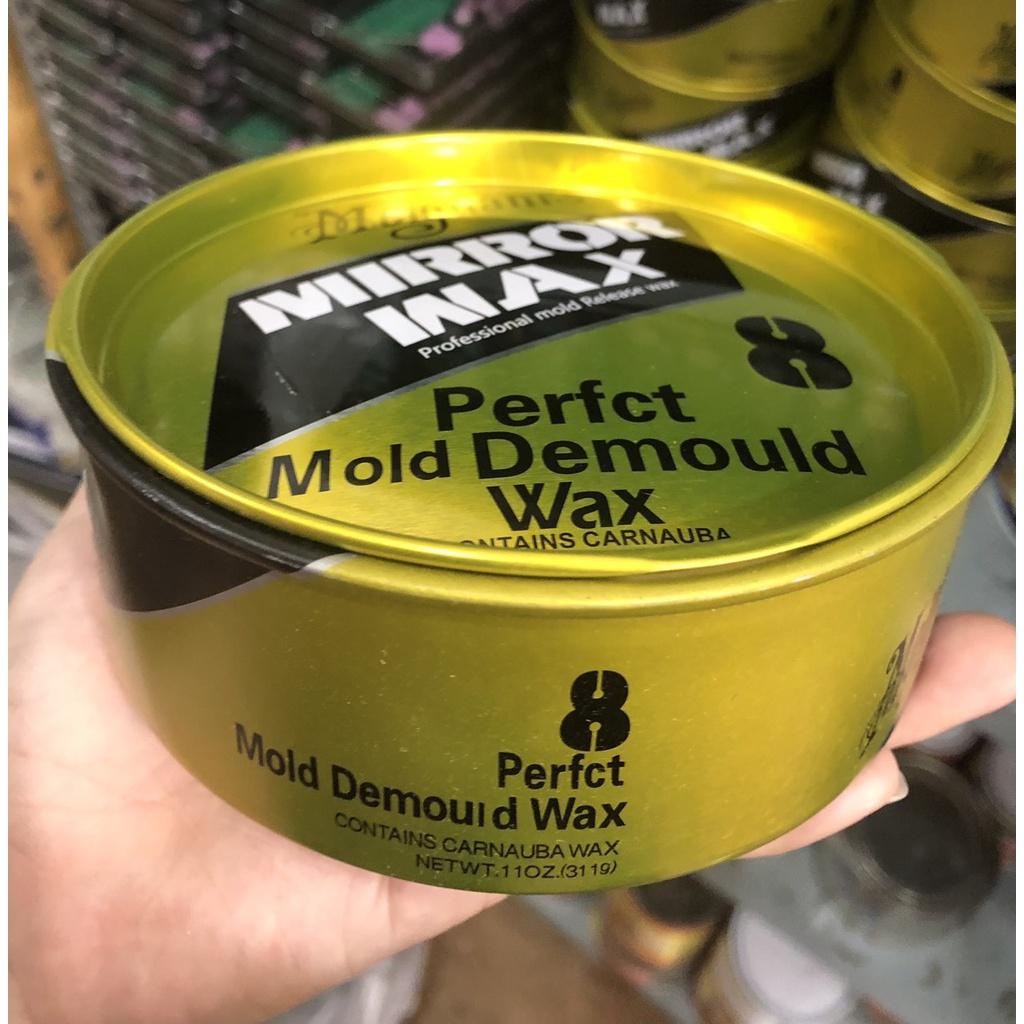 MIRROR
WAX
Professional mold Release wax
8
Perfct
Mold Demould
Wax
CONTAINS CARNAUBA
8
Perfct
Mold Demould Wax
CONTAINS CARNAUBA WAX
NETWT.11OZ.(311g)